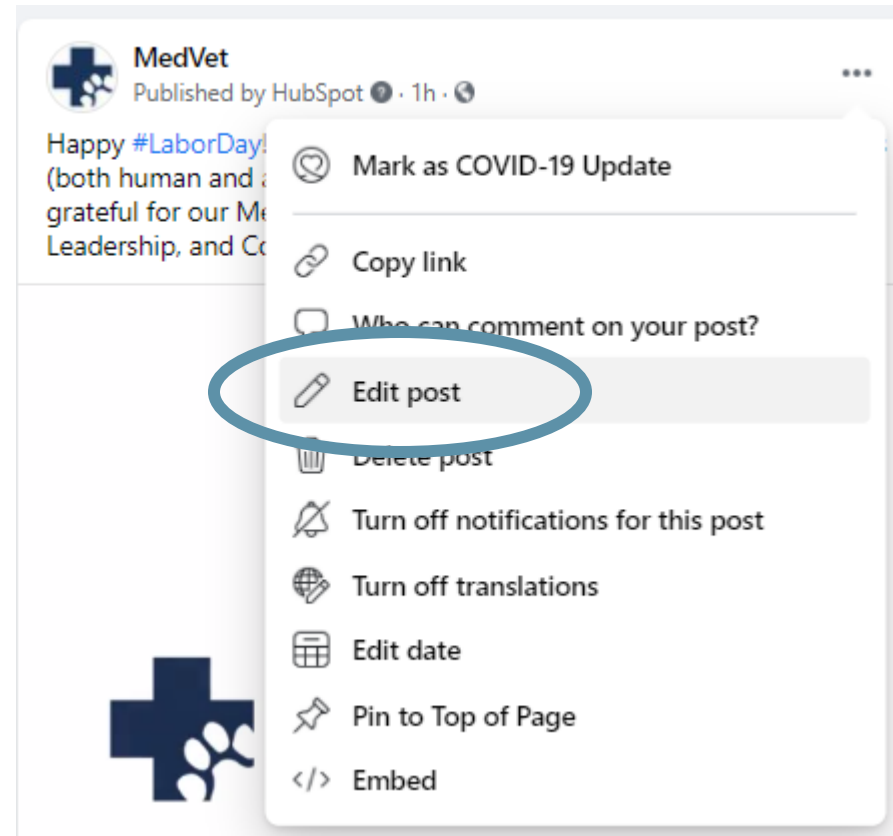 MedVet
Published by HubSpot · 1h ·
Happy #LaborDay!
(both human and
grateful for our
Leadership, and
Mark as COVID-19 Update
Copy link
Who can comment on your post?
Edit post
Delete post
Turn off notifications for this post
Turn off translations
Edit date
Pin to Top of Page
</> Embed